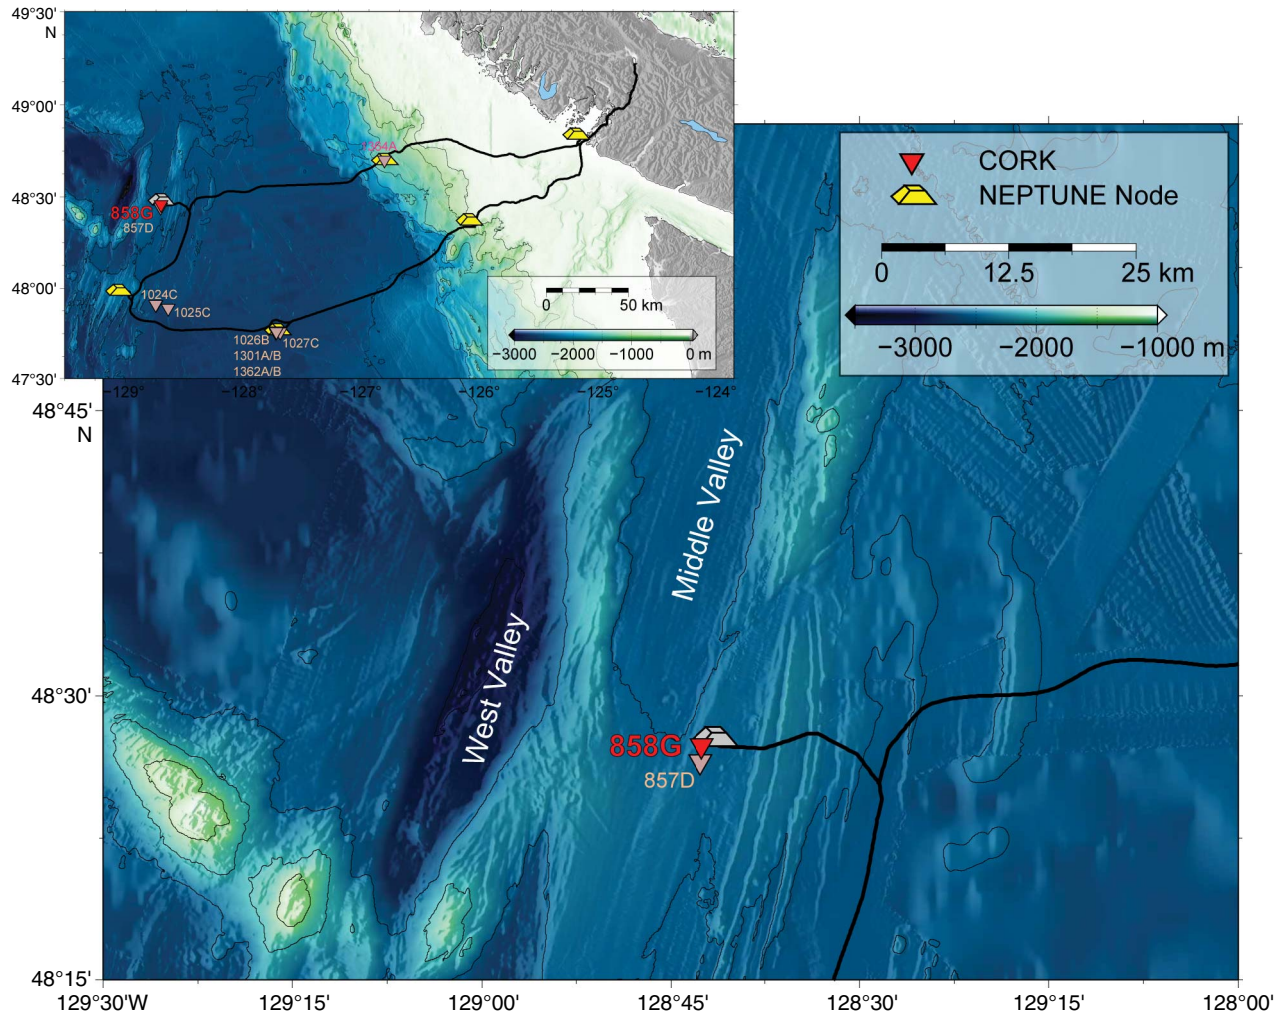 49°30'
N
49°00'
48°30'
48°00'
47°30'
1364A
858G
857D
1024C
1025C
1026B
1027C
1301A/B
1362A/B
0 50 km
−3000 −2000 −1000 0 m
−129° −128° −127° −126° −125° −124°
CORK
NEPTUNE Node
0 12.5 25 km
−3000 −2000 −1000 m
48°45'
N
48°30'
48°15'
Middle Valley
West Valley
858G
857D
129°30'W 129°15' 129°00' 128°45' 128°30' 129°15' 128°00'